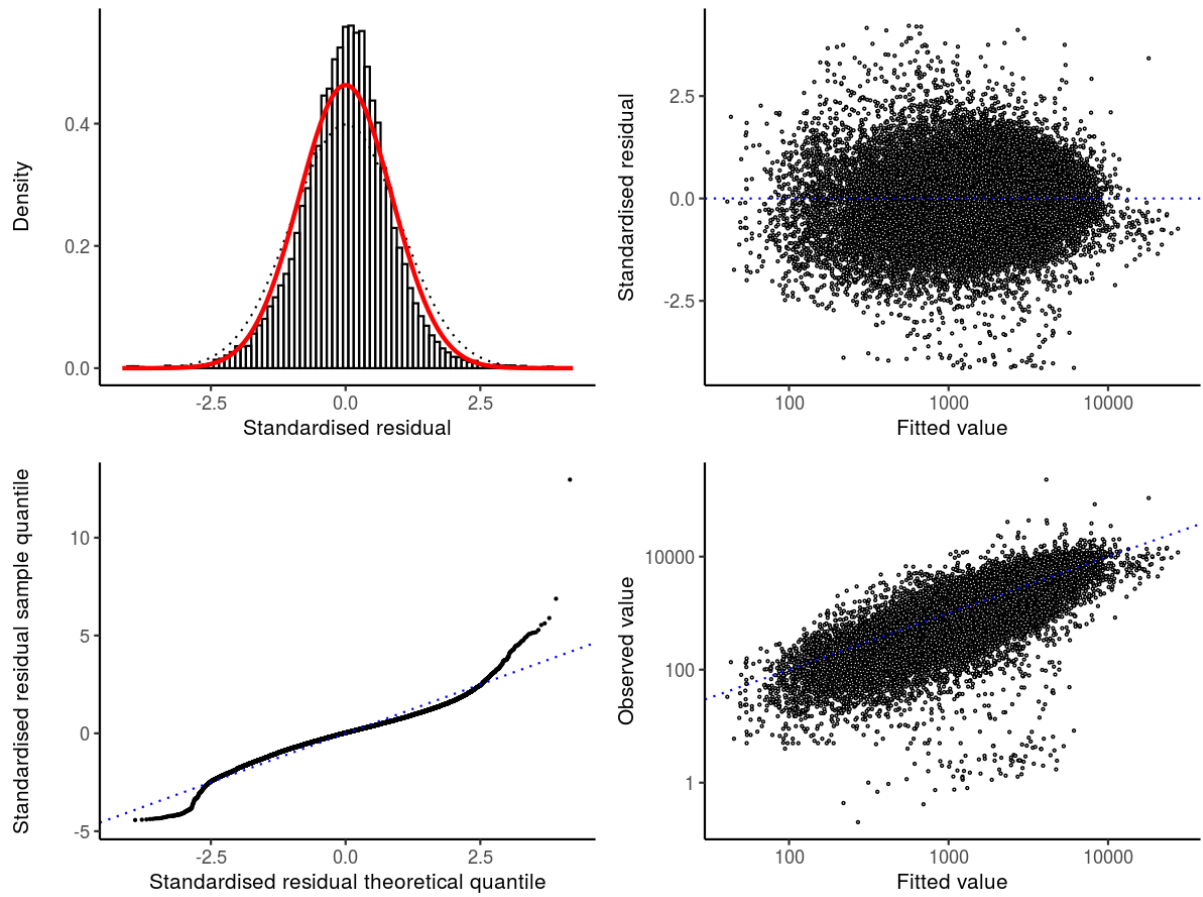 Density
0.4
0.2
0.0
-2.5 0.0 2.5
Standardised residual
Standardised residual
2.5
0.0
-2.5
100 1000 10000
Fitted value
Standardised residual sample quantile
10
5
0
-5
-2.5 0.0 2.5
Standardised residual theoretical quantile
Observed value
10000
100
1
100 1000 10000
Fitted value